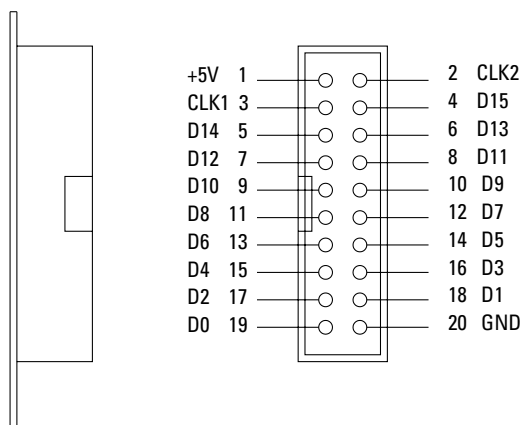 +5V 1 2 CLK2
CLK1 3 4 D15
D14 5 6 D13
D12 7 8 D11
D10 9 10 D9
D8 11 12 D7
D6 13 14 D5
D4 15 16 D3
D2 17 18 D1
D0 19 20 GND